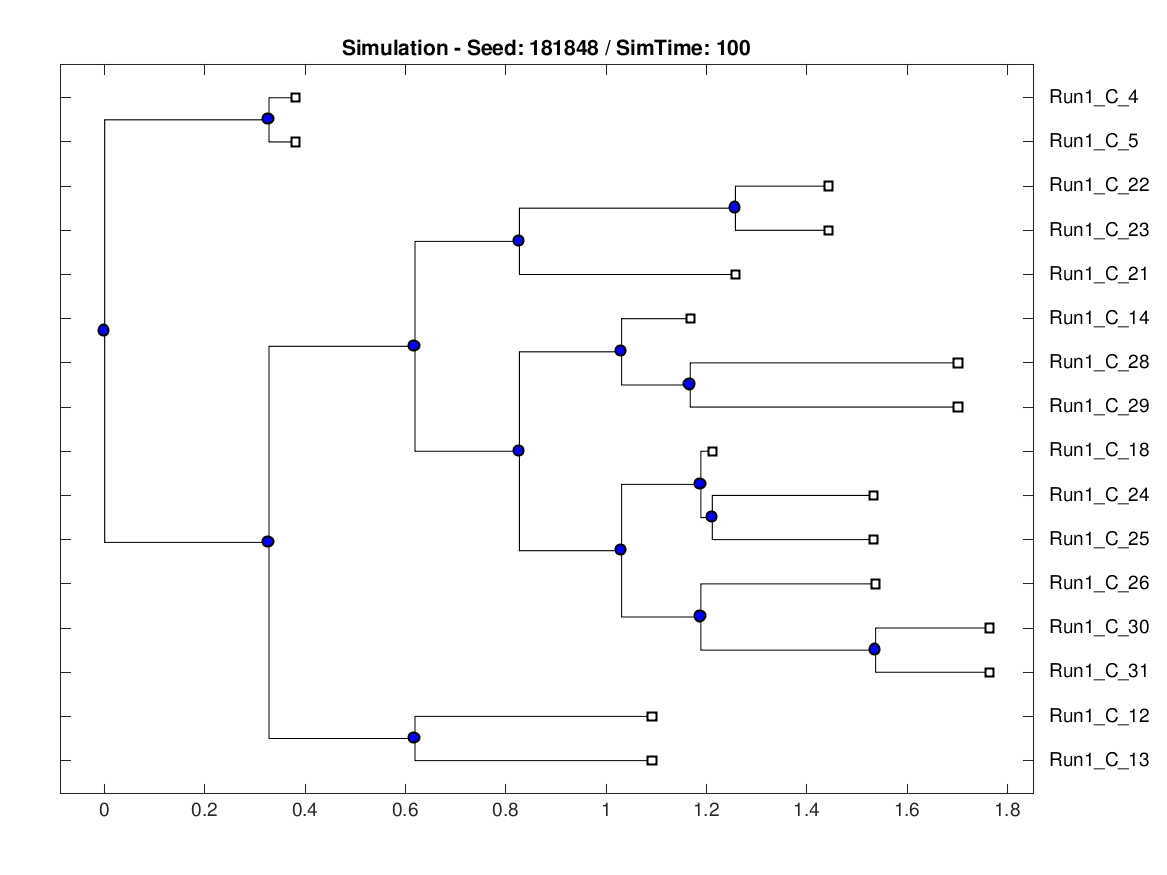 Simulation - Seed: 181848 / SimTime: 100
Run1_C_4
Run1_C_5
Run1_C_22
Run1_C_23
Run1_C_21
Run1_C_14
Run1_C_28
Run1_C_29
Run1_C_18
Run1_C_24
Run1_C_25
Run1_C_26
Run1_C_30
Run1_C_31
Run1_C_12
Run1_C_13
0 0.2 0.4 0.6 0.8 1 1.2 1.4 1.6 1.8